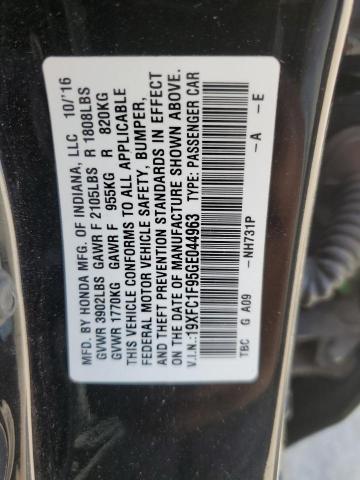 MFD. BY HONDA MFG. OF INDIANA, LLC 10/'16
GVWR 3902LBS GAWR F 2105LBS R 1808LBS
GVWR 1770KG GAWR F 955KG R 820KG
THIS VEHICLE CONFORMS TO ALL APPLICABLE
FEDERAL MOTOR VEHICLE SAFETY, BUMPER,
AND THEFT PREVENTION STANDARDS IN EFFECT
ON THE DATE OF MANUFACTURE SHOWN ABOVE.
V.I.N.:19XFC1F95GE044963 TYPE: PASSENGER CAR
-NH731P -A -E
TBC G A09